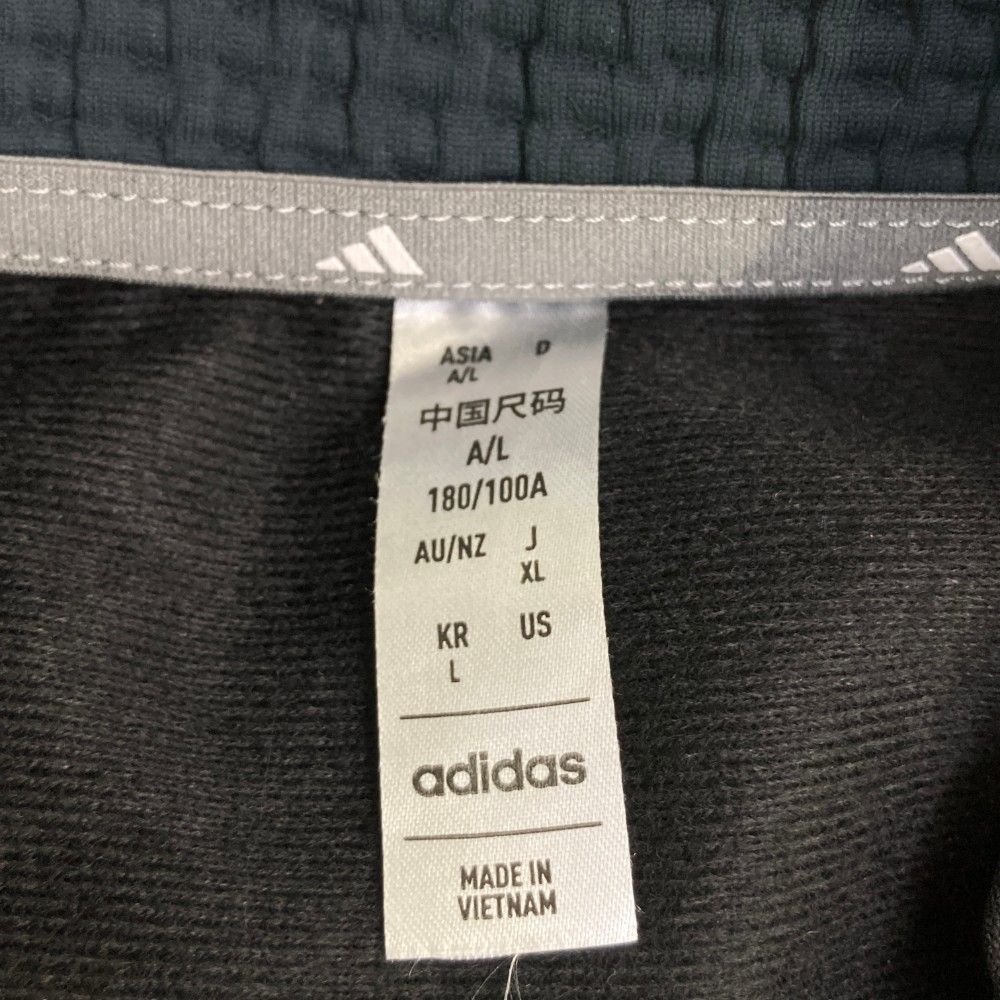 ASIA D
A/L
中国尺码
A/L
180/100A
AU/NZ J
XL
KR US
L
adidas
MADE IN
VIETNAM